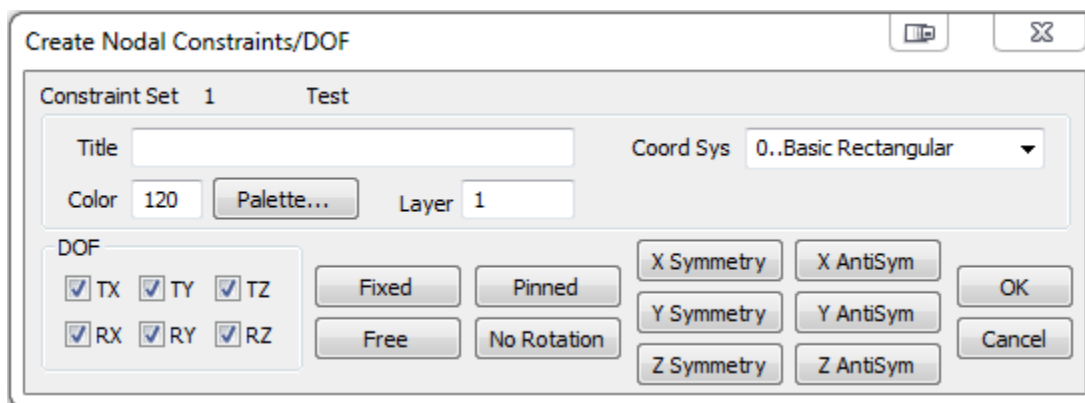 Create Nodal Constraints/DOF
Constraint Set 1 Test
Title Coord Sys 0..Basic Rectangular
Color 120 Palette... Layer 1
DOF
TX TY TZ
RX RY RZ
Fixed Pinned
Free No Rotation
X Symmetry X AntiSym
Y Symmetry Y AntiSym
Z Symmetry Z AntiSym
OK
Cancel